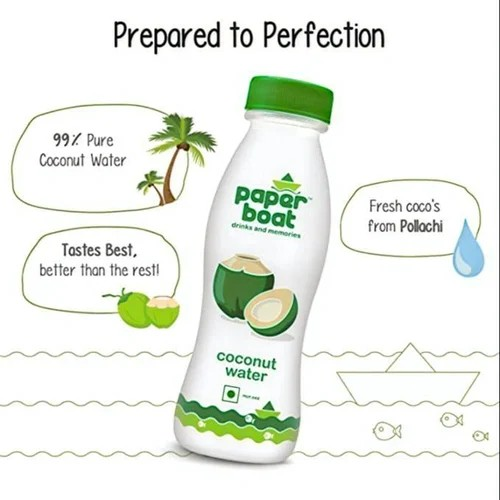 Prepared to Perfection
99% Pure
Coconut Water
Tastes Best,
better than the rest!
Fresh coco's
from Pollachi
paper
boat
drinks and memories
coconut
water